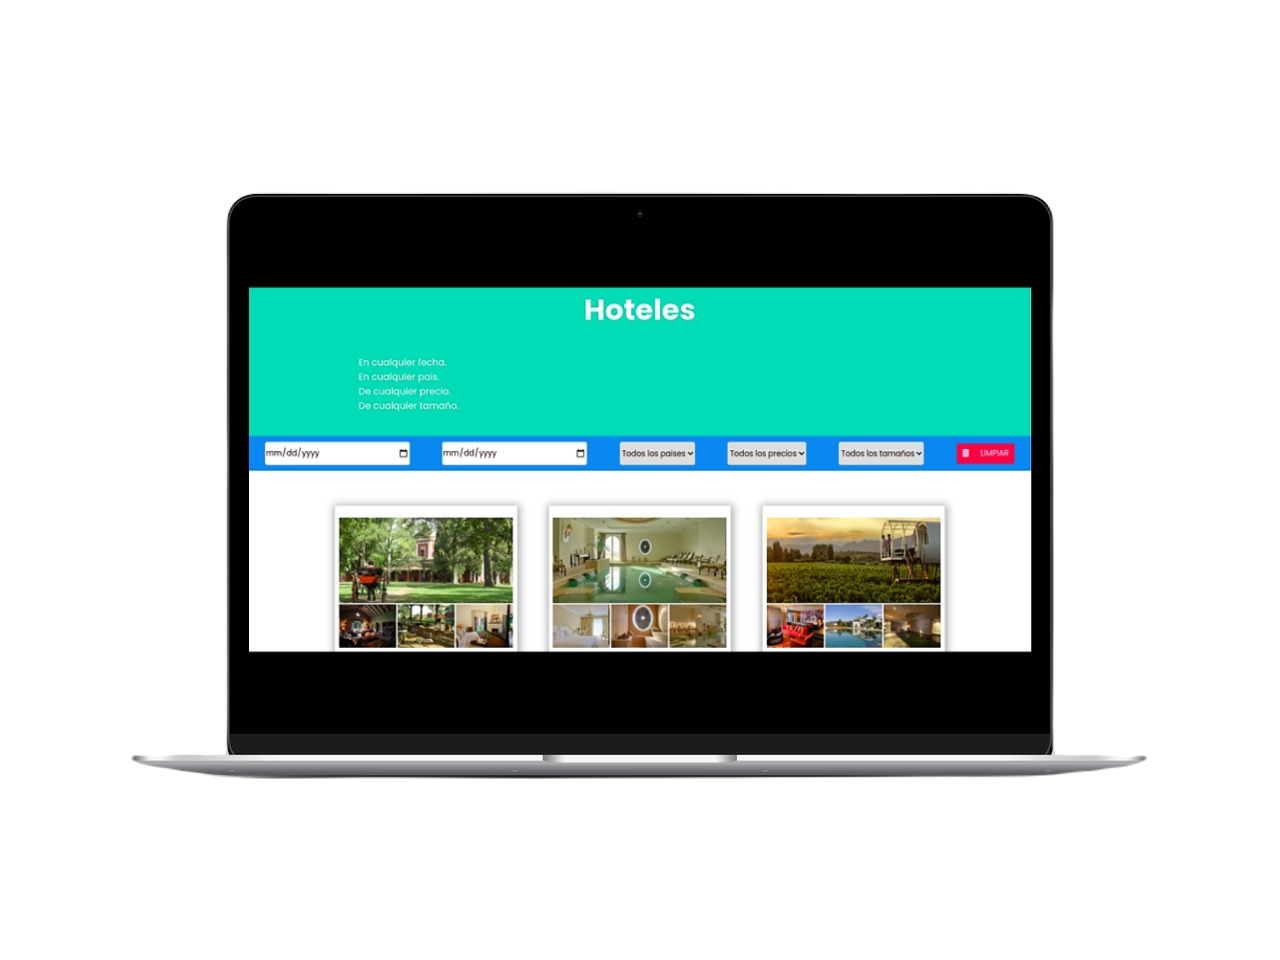 Hoteles
En cualquier fecha.
En cualquier país.
De cualquier precio.
De cualquier tamaño.
mm/dd/yyyy mm/dd/yyyy Todos los paises Todos los precios Todos los tamaños LIMPIAR